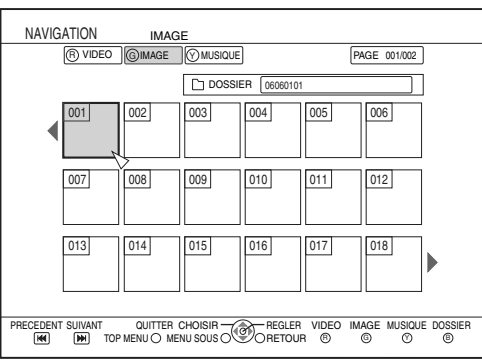 NAVIGATION IMAGE
R VIDEO G IMAGE Y MUSIQUE PAGE 001/002
DOSSIER 06060101
001 002 003 004 005 006
007 008 009 010 011 012
013 014 015 016 017 018
PRECEDENT SUIVANT QUITTER CHOISIR REGLER VIDEO IMAGE MUSIQUE DOSSIER
TOP MENU MENU SOUS RETOUR R G Y B